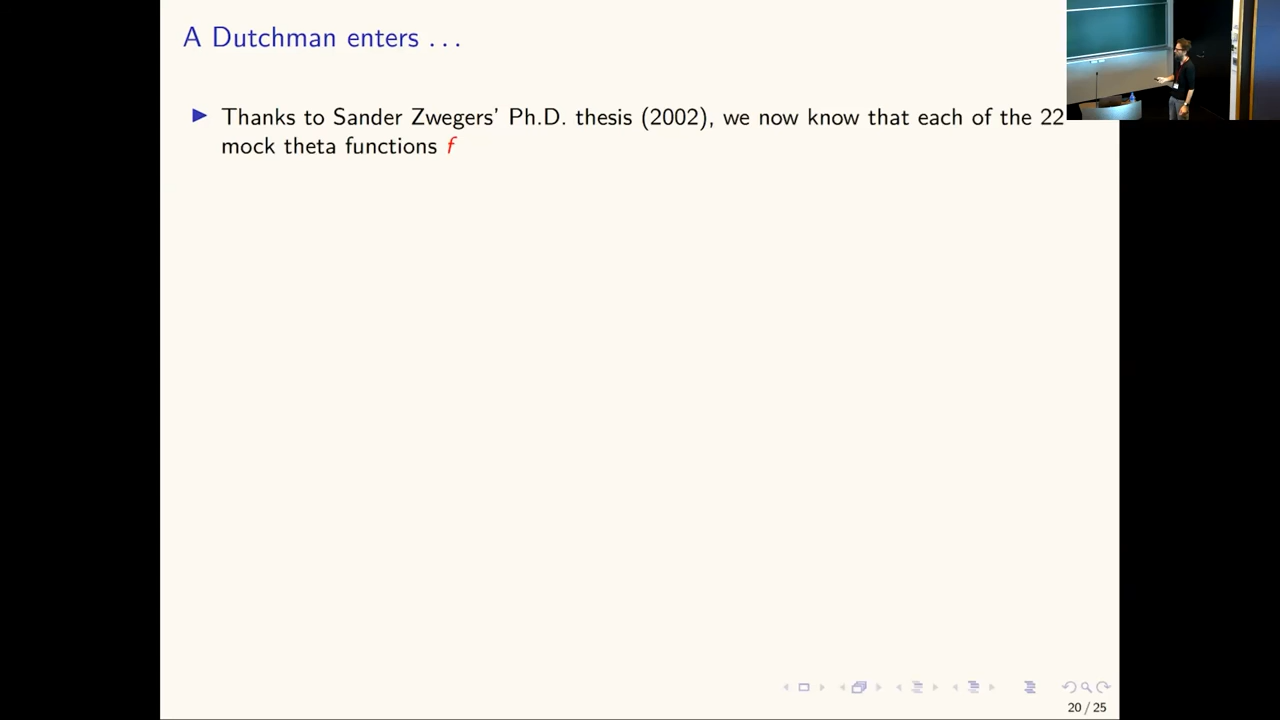 A Dutchman enters . . .
Thanks to Sander Zwegers' Ph.D. thesis (2002), we now know that each of the 22
mock theta functions f
20 / 25